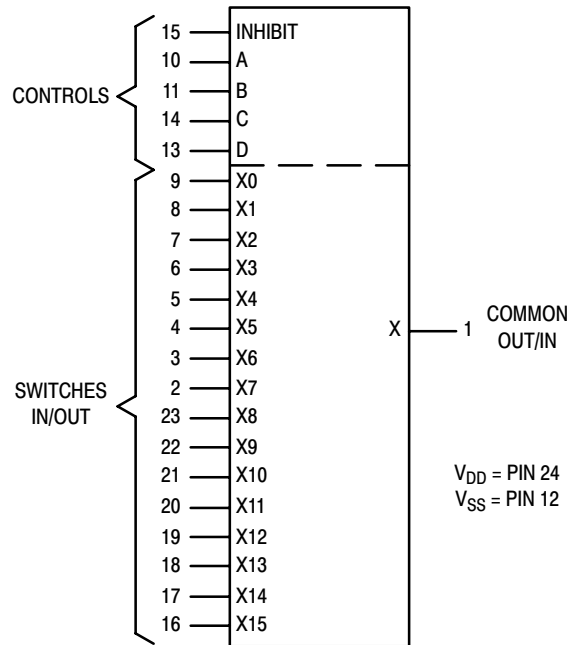 15 INHIBIT
10 A
CONTROLS 11 B
14 C
13 D
9 X0
8 X1
7 X2
6 X3
5 X4
4 X5
3 X6
2 X7
SWITCHES
IN/OUT
23 X8
22 X9
21 X10
20 X11
19 X12
18 X13
17 X14
16 X15
X 1 COMMON
OUT/IN
VDD = PIN 24
VSS = PIN 12